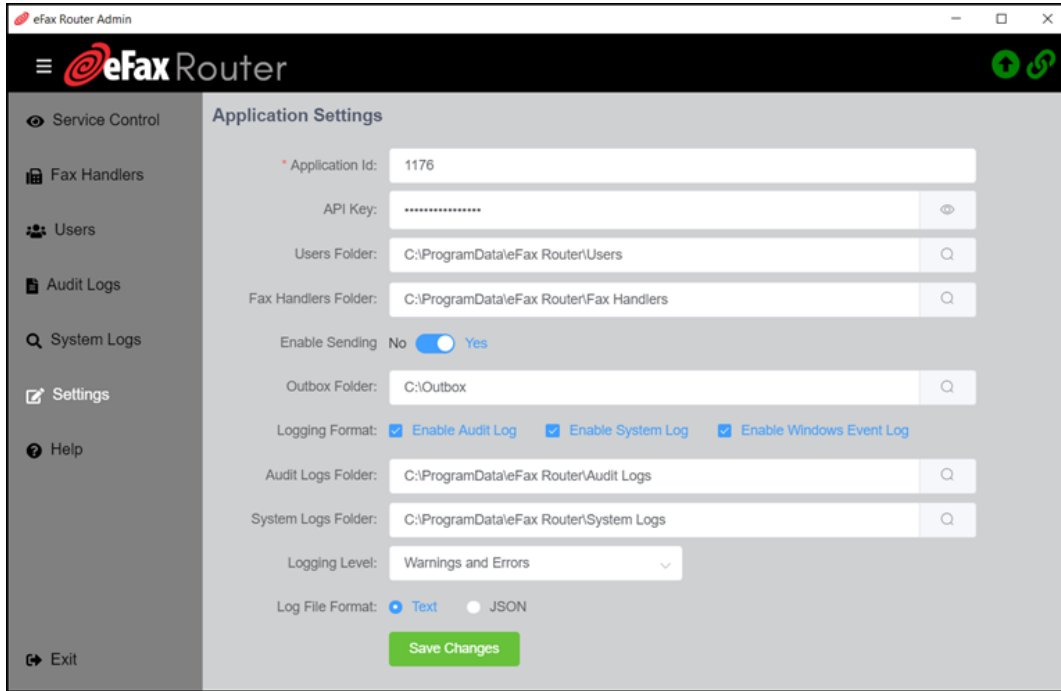 eFax Router Admin
eFax Router
Service Control
Fax Handlers
Users
Audit Logs
System Logs
Settings
Help
Exit
Application Settings
* Application Id: 1176
API Key: ••••••••••••••••
Users Folder: C:\ProgramData\eFax Router\Users
Fax Handlers Folder: C:\ProgramData\eFax Router\Fax Handlers
Enable Sending No Yes
Outbox Folder: C:\Outbox
Logging Format: Enable Audit Log Enable System Log Enable Windows Event Log
Audit Logs Folder: C:\ProgramData\eFax Router\Audit Logs
System Logs Folder: C:\ProgramData\eFax Router\System Logs
Logging Level: Warnings and Errors
Log File Format: Text JSON
Save Changes